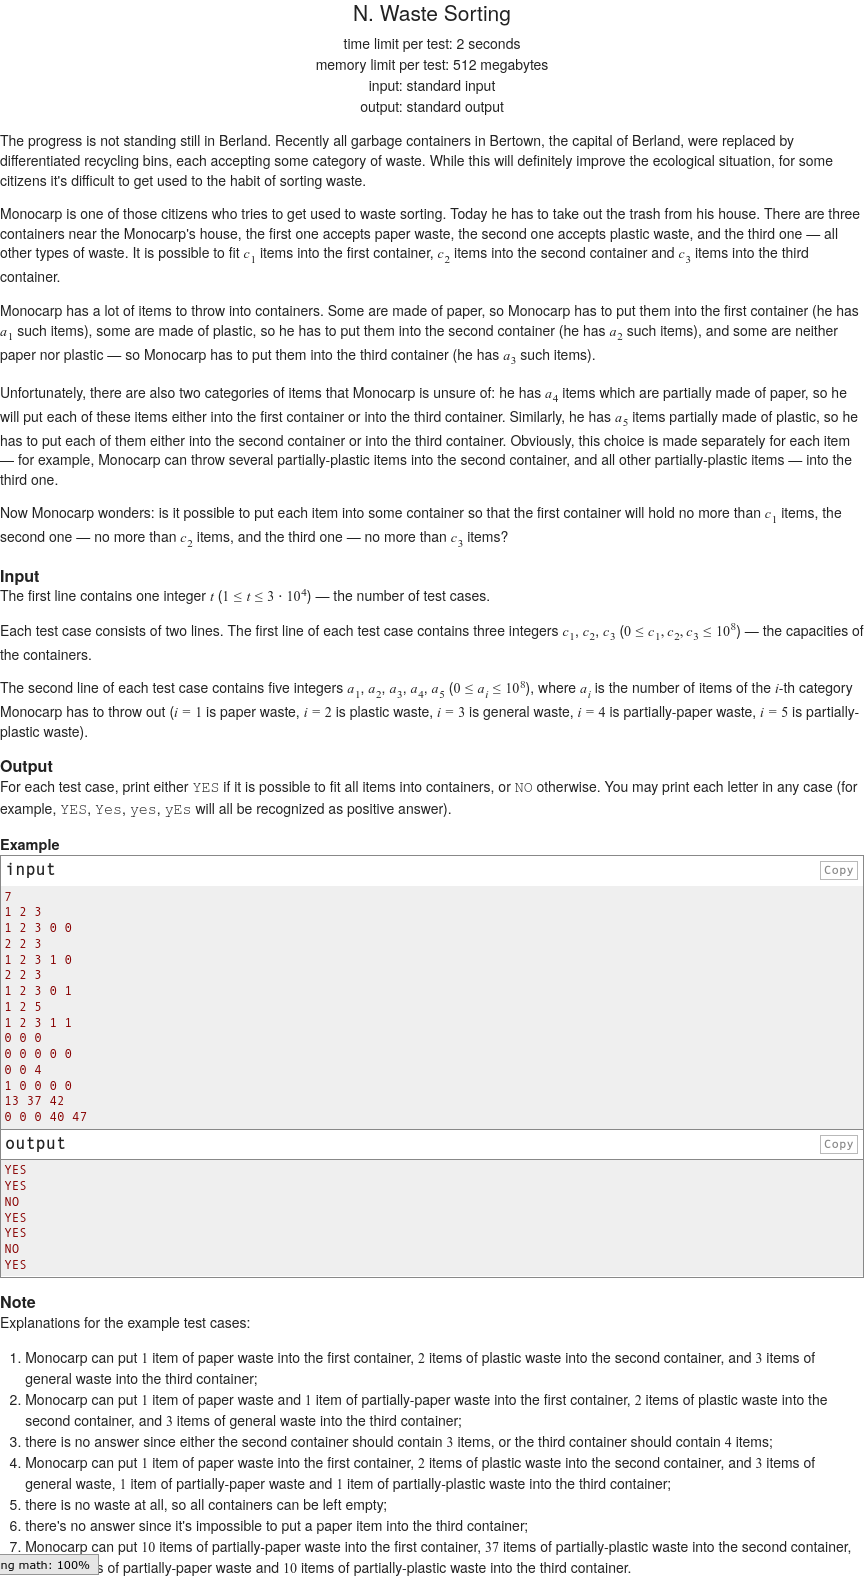 N. Waste Sorting
time limit per test: 2 seconds
memory limit per test: 512 megabytes
input: standard input
output: standard output
The progress is not standing still in Berland. Recently all garbage containers in Bertown, the capital of Berland, were replaced by
differentiated recycling bins, each accepting some category of waste. While this will definitely improve the ecological situation, for some
citizens it's difficult to get used to the habit of sorting waste.
Monocarp is one of those citizens who tries to get used to waste sorting. Today he has to take out the trash from his house. There are three
containers near the Monocarp's house, the first one accepts paper waste, the second one accepts plastic waste, and the third one — all
other types of waste. It is possible to fit c1 items into the first container, c2 items into the second container and c3 items into the third
container.
Monocarp has a lot of items to throw into containers. Some are made of paper, so Monocarp has to put them into the first container (he has
a1 such items), some are made of plastic, so he has to put them into the second container (he has a2 such items), and some are neither
paper nor plastic — so Monocarp has to put them into the third container (he has a3 such items).
Unfortunately, there are also two categories of items that Monocarp is unsure of: he has a4 items which are partially made of paper, so he
will put each of these items either into the first container or into the third container. Similarly, he has a5 items partially made of plastic, so he
has to put each of them either into the second container or into the third container. Obviously, this choice is made separately for each item
— for example, Monocarp can throw several partially-plastic items into the second container, and all other partially-plastic items — into the
third one.
Now Monocarp wonders: is it possible to put each item into some container so that the first container will hold no more than c1 items, the
second one — no more than c2 items, and the third one — no more than c3 items?
Input
The first line contains one integer t (1 ≤ t ≤ 3 · 10^4) — the number of test cases.
Each test case consists of two lines. The first line of each test case contains three integers c1, c2, c3 (0 ≤ c1, c2, c3 ≤ 10^8) — the capacities of
the containers.
The second line of each test case contains five integers a1, a2, a3, a4, a5 (0 ≤ ai ≤ 10^8), where ai is the number of items of the i-th category
Monocarp has to throw out (i = 1 is paper waste, i = 2 is plastic waste, i = 3 is general waste, i = 4 is partially-paper waste, i = 5 is partially-
plastic waste).
Output
For each test case, print either YES if it is possible to fit all items into containers, or NO otherwise. You may print each letter in any case (for
example, YES, Yes, yes, yEs will all be recognized as positive answer).
Example
input
Copy
7
1 2 3
1 2 3 0 0
2 2 3
1 2 3 1 0
2 2 3
1 2 3 0 1
1 2 5
1 2 3 1 1
0 0 0
0 0 0 0 0
0 0 4
1 0 0 0 0
13 37 42
0 0 0 40 47
output
Copy
YES
YES
NO
YES
YES
NO
YES
Note
Explanations for the example test cases:
1. Monocarp can put 1 item of paper waste into the first container, 2 items of plastic waste into the second container, and 3 items of
general waste into the third container;
2. Monocarp can put 1 item of paper waste and 1 item of partially-paper waste into the first container, 2 items of plastic waste into the
second container, and 3 items of general waste into the third container;
3. there is no answer since either the second container should contain 3 items, or the third container should contain 4 items;
4. Monocarp can put 1 item of paper waste into the first container, 2 items of plastic waste into the second container, and 3 items of
general waste, 1 item of partially-paper waste and 1 item of partially-plastic waste into the third container;
5. there is no waste at all, so all containers can be left empty;
6. there's no answer since it's impossible to put a paper item into the third container;
7. Monocarp can put 10 items of partially-paper waste into the first container, 37 items of partially-plastic waste into the second container,
ng math: 100% s of partially-paper waste and 10 items of partially-plastic waste into the third container.